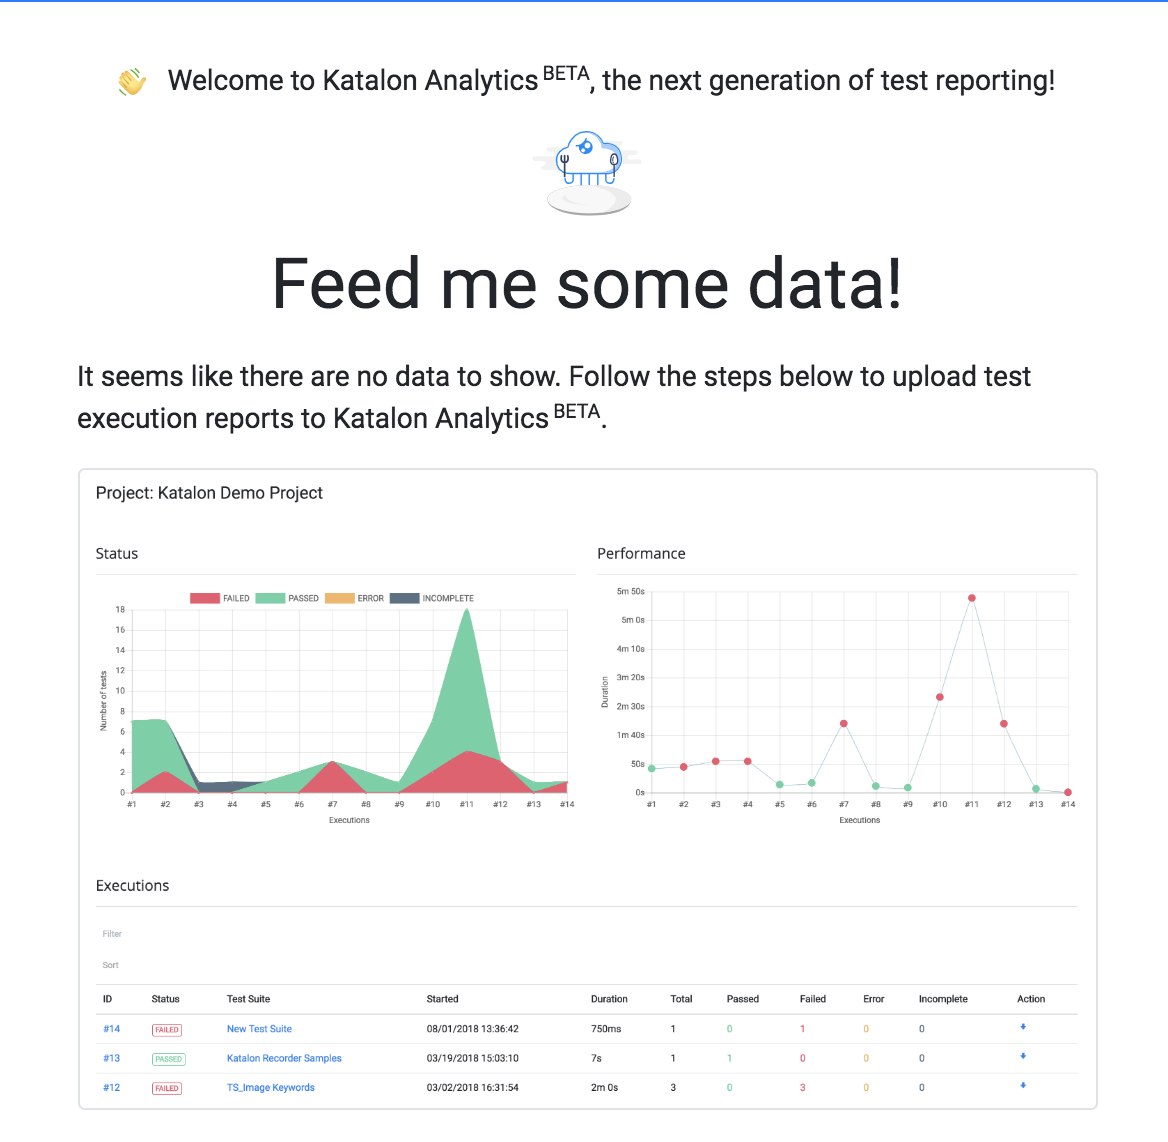 Welcome to Katalon Analytics BETA, the next generation of test reporting!
Feed me some data!
It seems like there are no data to show. Follow the steps below to upload test
execution reports to Katalon Analytics BETA.
Project: Katalon Demo Project
Status
FAILED PASSED ERROR INCOMPLETE
Number of tests
18
16
14
12
10
8
6
4
2
0
#1 #2 #3 #4 #5 #6 #7 #8 #9 #10 #11 #12 #13 #14
Executions
Performance
Duration
5m 50s
5m 0s
4m 10s
3m 20s
2m 30s
1m 40s
50s
0s
#1 #2 #3 #4 #5 #6 #7 #8 #9 #10 #11 #12 #13 #14
Executions
Executions
Filter
Sort
ID Status Test Suite Started Duration Total Passed Failed Error Incomplete Action
#14 FAILED New Test Suite 08/01/2018 13:36:42 750ms 1 0 1 0 0
#13 PASSED Katalon Recorder Samples 03/19/2018 15:03:10 7s 1 1 0 0 0
#12 FAILED TS_Image Keywords 03/02/2018 16:31:54 2m 0s 3 0 3 0 0